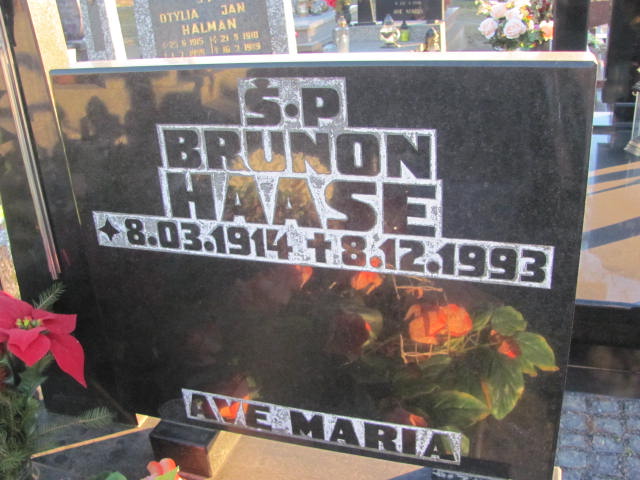 OTYLIA JAN
HALMAN
Ś·P
BRUNON
HAASE
✦8.03.1914 ✝8.12.1993
AVE MARIA